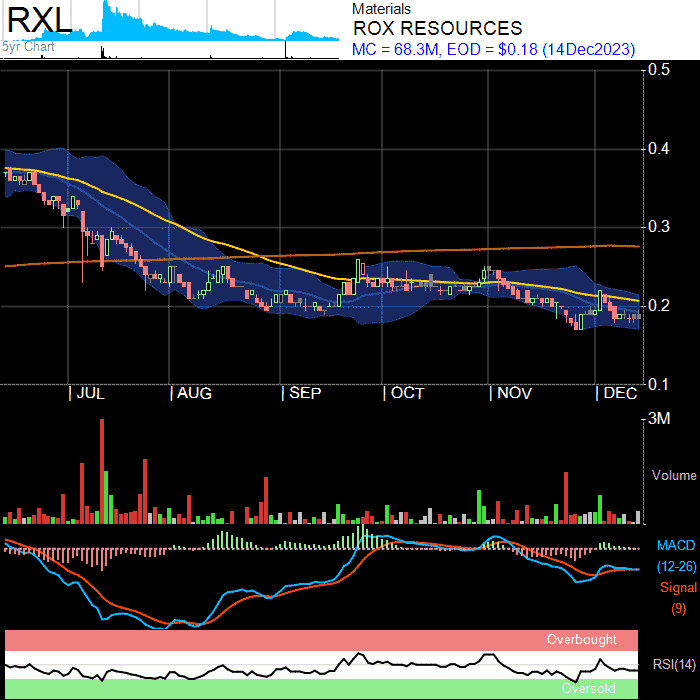 RXL
5yr Chart
Materials
ROX RESOURCES
MC = 68.3M, EOD = $0.18 (14Dec2023)
0.5
0.4
0.3
0.2
0.1
| JUL | AUG | SEP | OCT | NOV | DEC
3M
Volume
MACD
(12-26)
Signal
(9)
Overbought
RSI(14)
Oversold